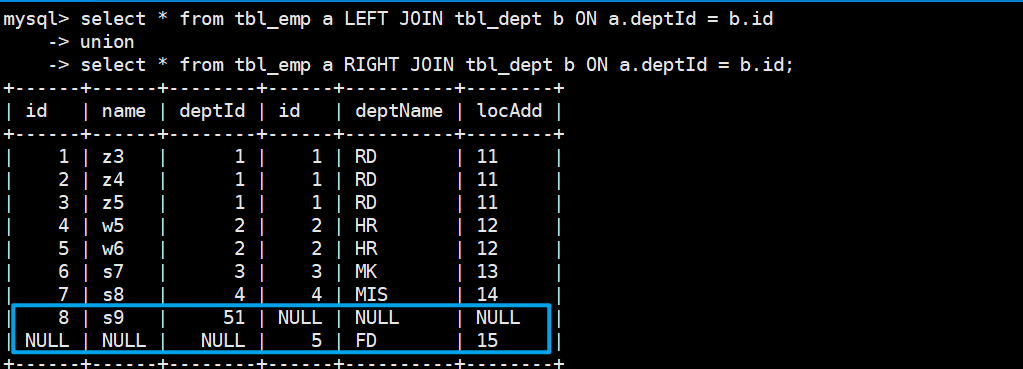 mysql> select * from tbl_emp a LEFT JOIN tbl_dept b ON a.deptId = b.id
    -> union
    -> select * from tbl_emp a RIGHT JOIN tbl_dept b ON a.deptId = b.id;
+------+------+--------+------+----------+--------+
| id   | name | deptId | id   | deptName | locAdd |
+------+------+--------+------+----------+--------+
|    1 | z3   |      1 |    1 | RD       | 11     |
|    2 | z4   |      1 |    1 | RD       | 11     |
|    3 | z5   |      1 |    1 | RD       | 11     |
|    4 | w5   |      2 |    2 | HR       | 12     |
|    5 | w6   |      2 |    2 | HR       | 12     |
|    6 | s7   |      3 |    3 | MK       | 13     |
|    7 | s8   |      4 |    4 | MIS      | 14     |
|    8 | s9   |     51 | NULL | NULL     | NULL   |
| NULL | NULL |   NULL |    5 | FD       | 15     |
+------+------+--------+------+----------+--------+